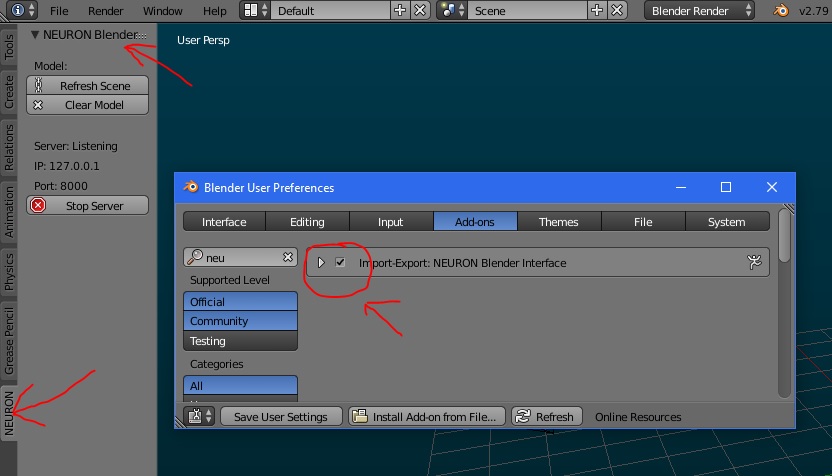 File Render Window Help Default Scene Blender Render v2.79
NEURON Blender
User Persp
Tools
Create
Relations
Animation
Physics
Grease Pencil
NEURON
Model:
Refresh Scene
Clear Model
Server: Listening
IP: 127.0.0.1
Port: 8000
Stop Server
Blender User Preferences
Interface Editing Input Add-ons Themes File System
neu
Import-Export: NEURON Blender Interface
Supported Level
Official
Community
Testing
Categories
All
Save User Settings Install Add-on from File... Refresh Online Resources